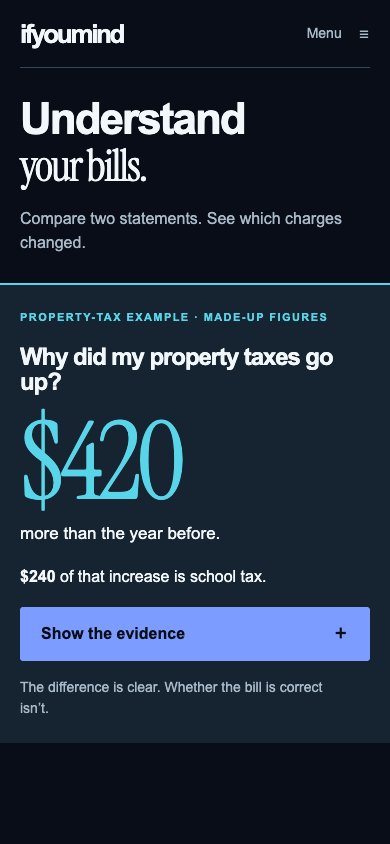 ifyoumind
Menu ≡
Understand
your bills.
Compare two statements. See which charges
changed.
PROPERTY-TAX EXAMPLE · MADE-UP FIGURES
Why did my property taxes go
up?
$420
more than the year before.
$240 of that increase is school tax.
Show the evidence +
The difference is clear. Whether the bill is correct
isn’t.